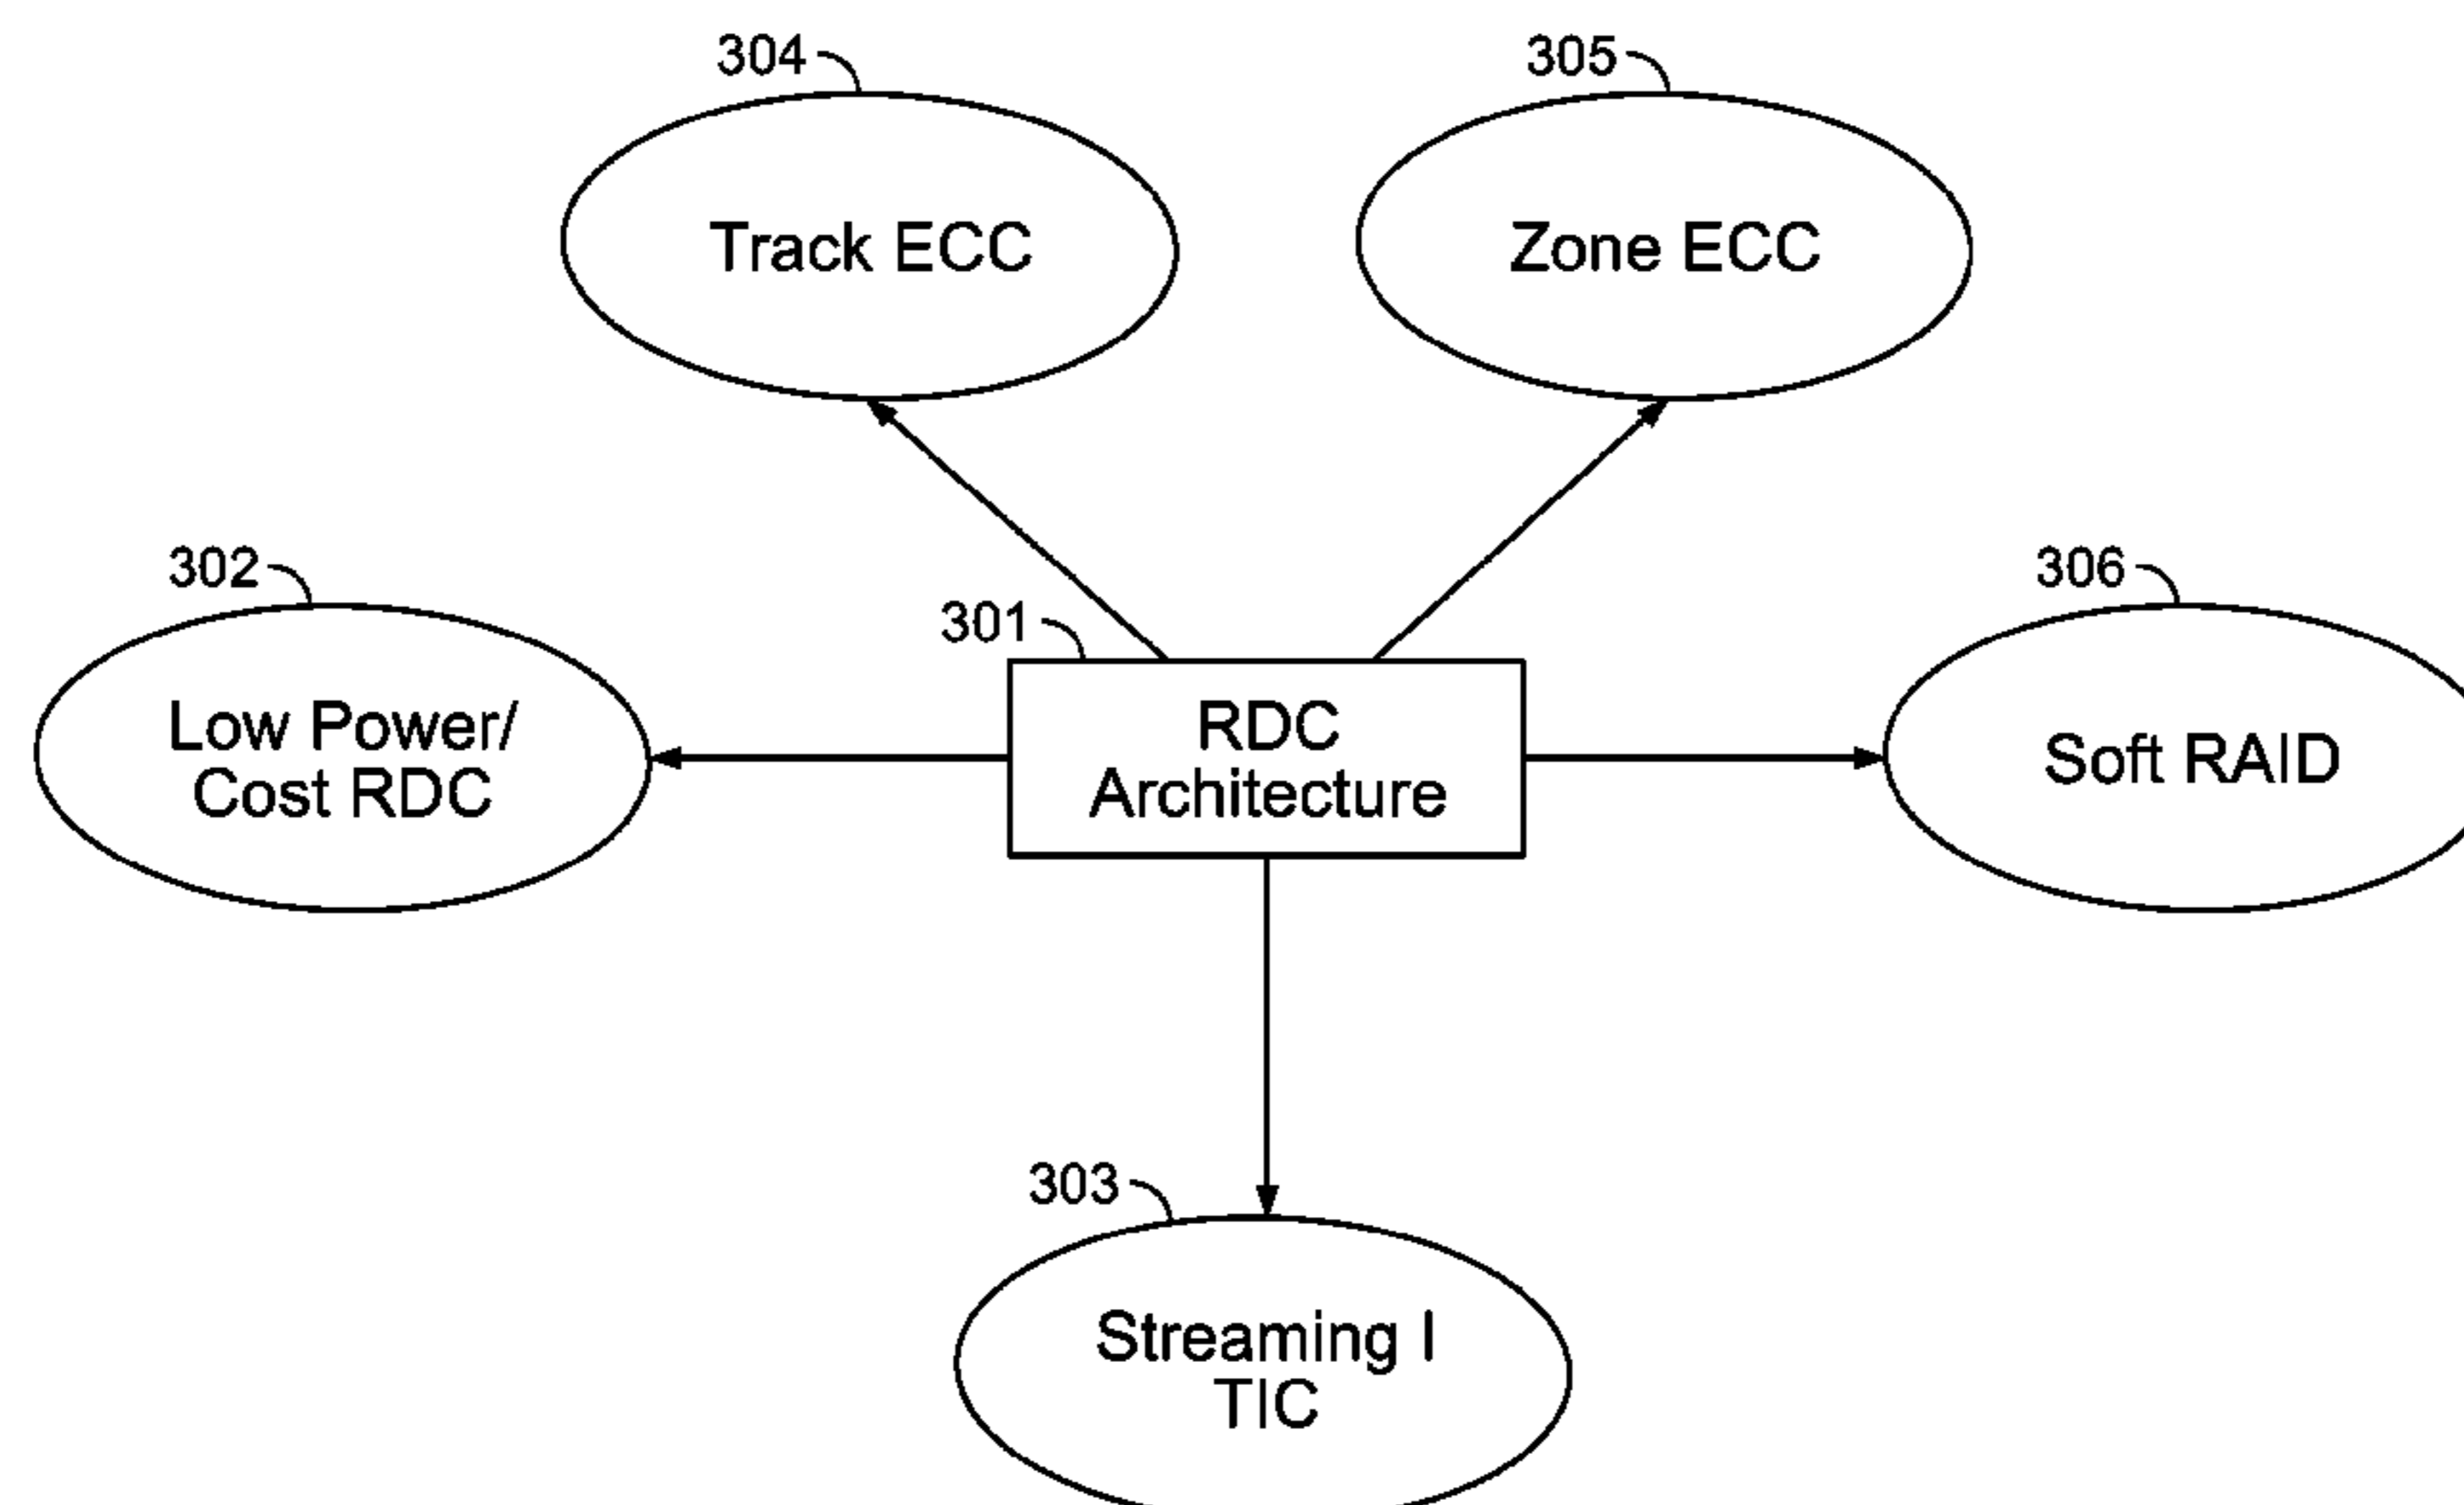 304
305
Track ECC
Zone ECC
302
306
301
Low Power/
Cost RDC
RDC
Architecture
Soft RAID
303
Streaming I
TIC